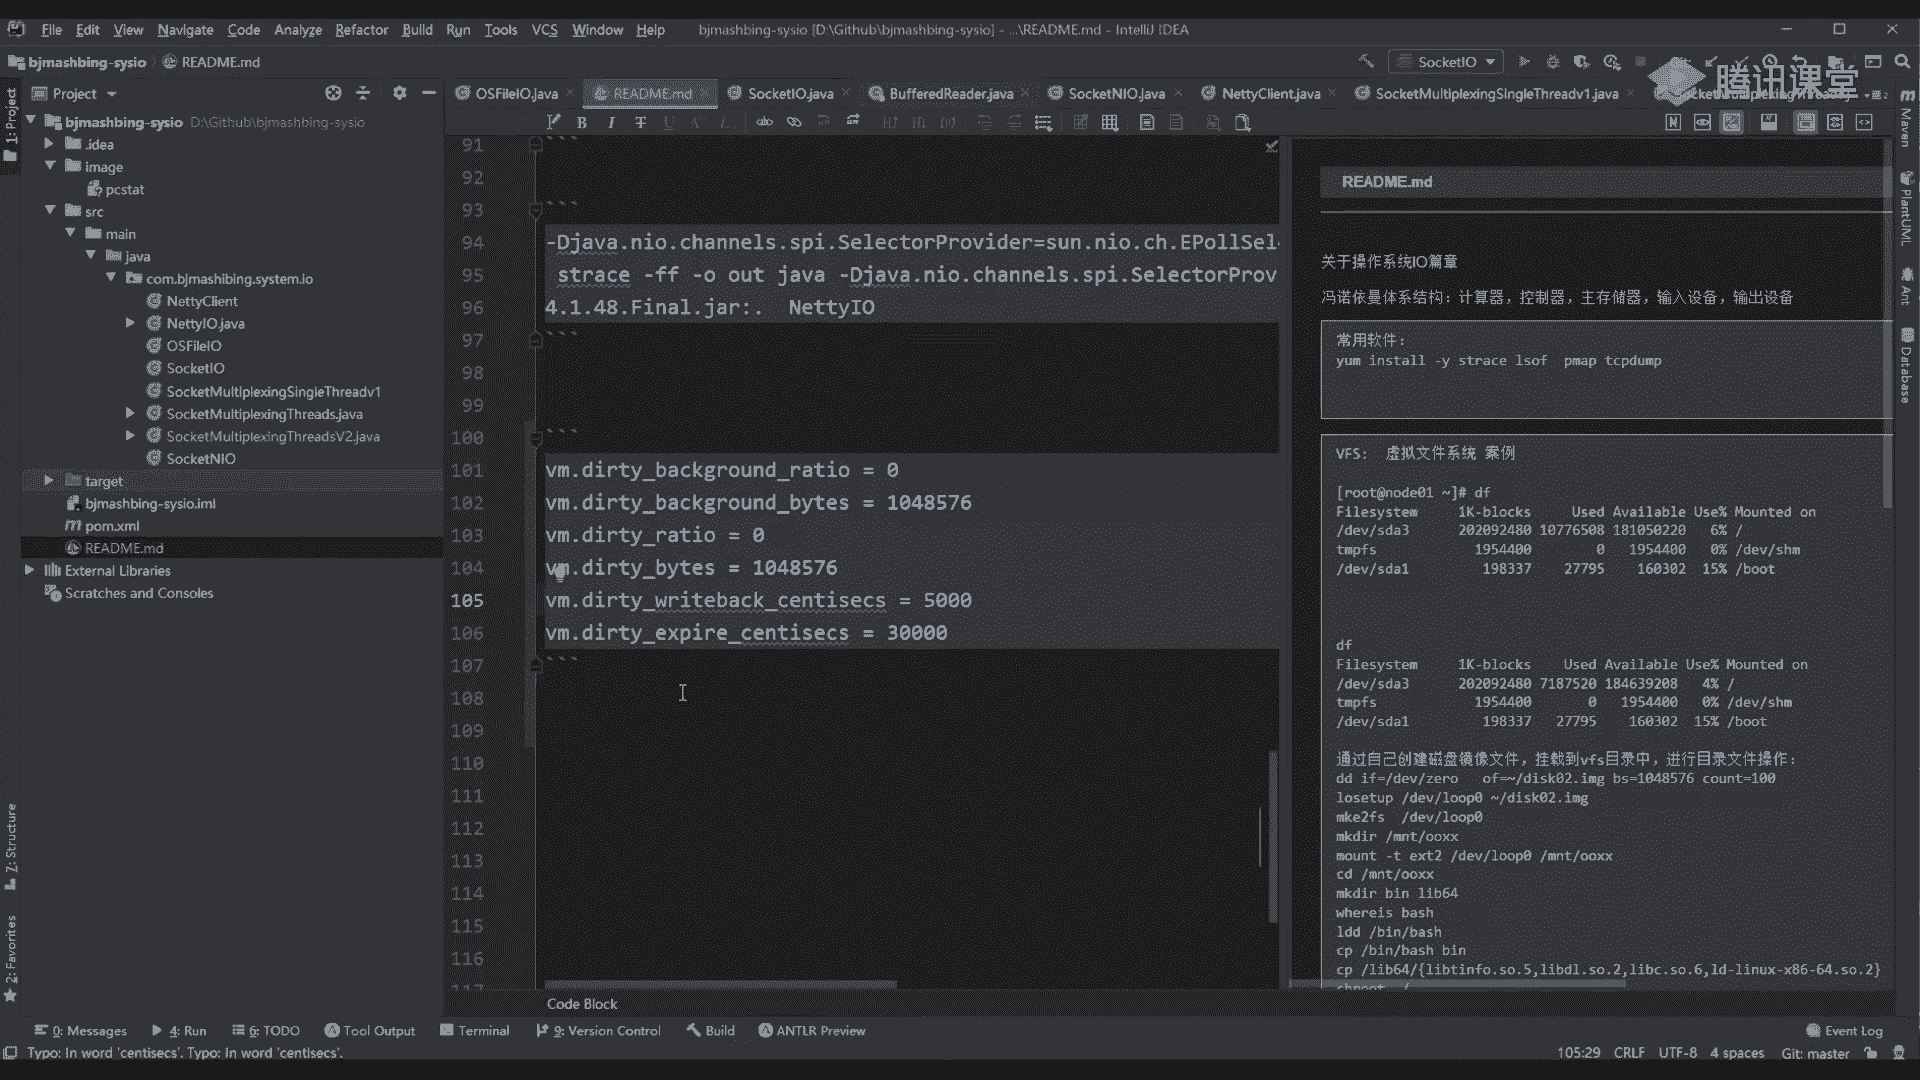 File Edit View Navigate Code Analyze Refactor Build Run Tools VCS Window Help bjmashbing-sysio [D:\Github\bjmashbing-sysio] - ...\README.md - IntelliJ IDEA
bjmashbing-sysio README.md
SocketIO
腾讯课堂
Project
OSFileIO.java
README.md
SocketIO.java
BufferedReader.java
SocketNIO.java
NettyClient.java
SocketMultiplexingSingleThreadv1.java
1: Project
bjmashbing-sysio D:\Github\bjmashbing-sysio
.idea
image
pcstat
src
main
java
com.bjmashibing.system.io
NettyClient
NettyIO.java
OSFileIO
SocketIO
SocketMultiplexingSingleThreadv1
SocketMultiplexingThreads.java
SocketMultiplexingThreadsV2.java
SocketNIO
target
bjmashbing-sysio.iml
pom.xml
README.md
External Libraries
Scratches and Consoles
7: Structure
2: Favorites
91 ```
92
93 ```
94 -Djava.nio.channels.spi.SelectorProvider=sun.nio.ch.EPollSel
95 strace -ff -o out java -Djava.nio.channels.spi.SelectorProv
96 4.1.48.Final.jar:. NettyIO
97 ```
98
99
100 ```
101 vm.dirty_background_ratio = 0
102 vm.dirty_background_bytes = 1048576
103 vm.dirty_ratio = 0
104 vm.dirty_bytes = 1048576
105 vm.dirty_writeback_centisecs = 5000
106 vm.dirty_expire_centisecs = 30000
107 ```
108
109
110
111
112
113
114
115
116
117
Code Block
README.md
关于操作系统IO篇章
冯诺依曼体系结构：计算器，控制器，主存储器，输入设备，输出设备
常用软件：
yum install -y strace lsof pmap tcpdump
VFS: 虚拟文件系统 案例
[root@node01 ~]# df
Filesystem 1K-blocks Used Available Use% Mounted on
/dev/sda3 202092480 10776508 181050220 6% /
tmpfs 1954400 0 1954400 0% /dev/shm
/dev/sda1 198337 27795 160302 15% /boot
df
Filesystem 1K-blocks Used Available Use% Mounted on
/dev/sda3 202092480 7187520 184639208 4% /
tmpfs 1954400 0 1954400 0% /dev/shm
/dev/sda1 198337 27795 160302 15% /boot
通过自己创建磁盘镜像文件，挂载到vfs目录中，进行目录文件操作：
dd if=/dev/zero of=~/disk02.img bs=1048576 count=100
losetup /dev/loop0 ~/disk02.img
mke2fs /dev/loop0
mkdir /mnt/ooxx
mount -t ext2 /dev/loop0 /mnt/ooxx
cd /mnt/ooxx
mkdir bin lib64
whereis bash
ldd /bin/bash
cp /bin/bash bin
cp /lib64/{libtinfo.so.5,libdl.so.2,libc.so.6,ld-linux-x86-64.so.2}
chroot ./
Maven
PlantUML
Ant
Database
0: Messages 4: Run 6: TODO Tool Output Terminal 9: Version Control Build ANTLR Preview Event Log
Typo: In word 'centisecs'. Typo: In word 'centisecs'. 105:29 CRLF UTF-8 4 spaces Git: master